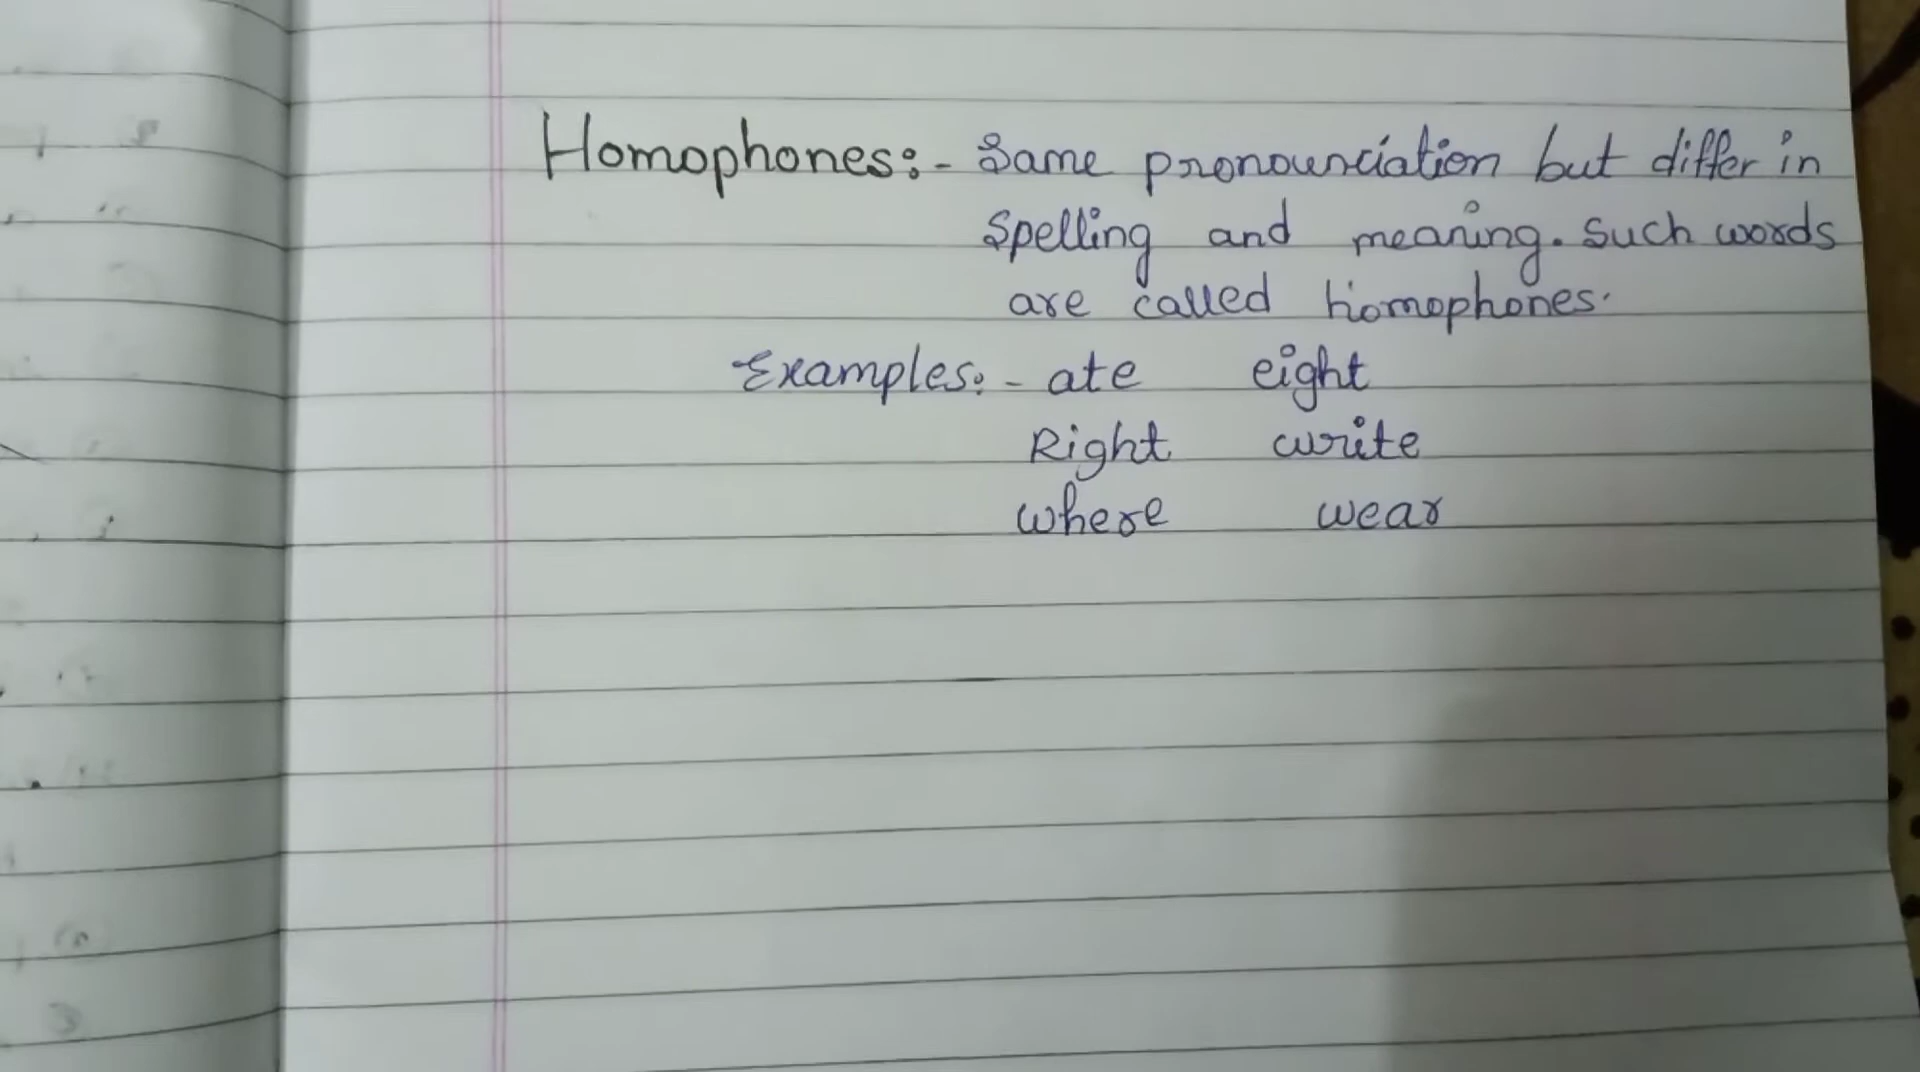 Homophones:- Same pronounciation but differ in
Spelling and meaning. Such words
are called homophones.
Examples:- ate eight
Right write
where wear